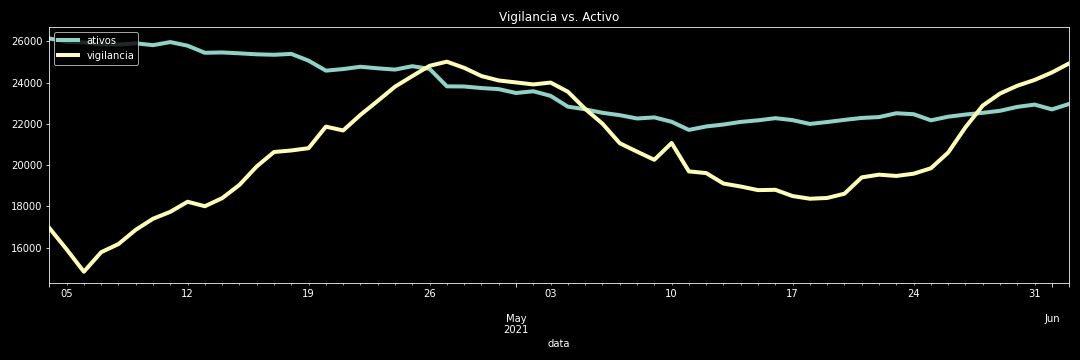 Vigilancia vs. Activo
ativos
vigilancia
26000
24000
22000
20000
18000
16000
05 12 19 26 03 10 17 24 31
May Jun
2021
data